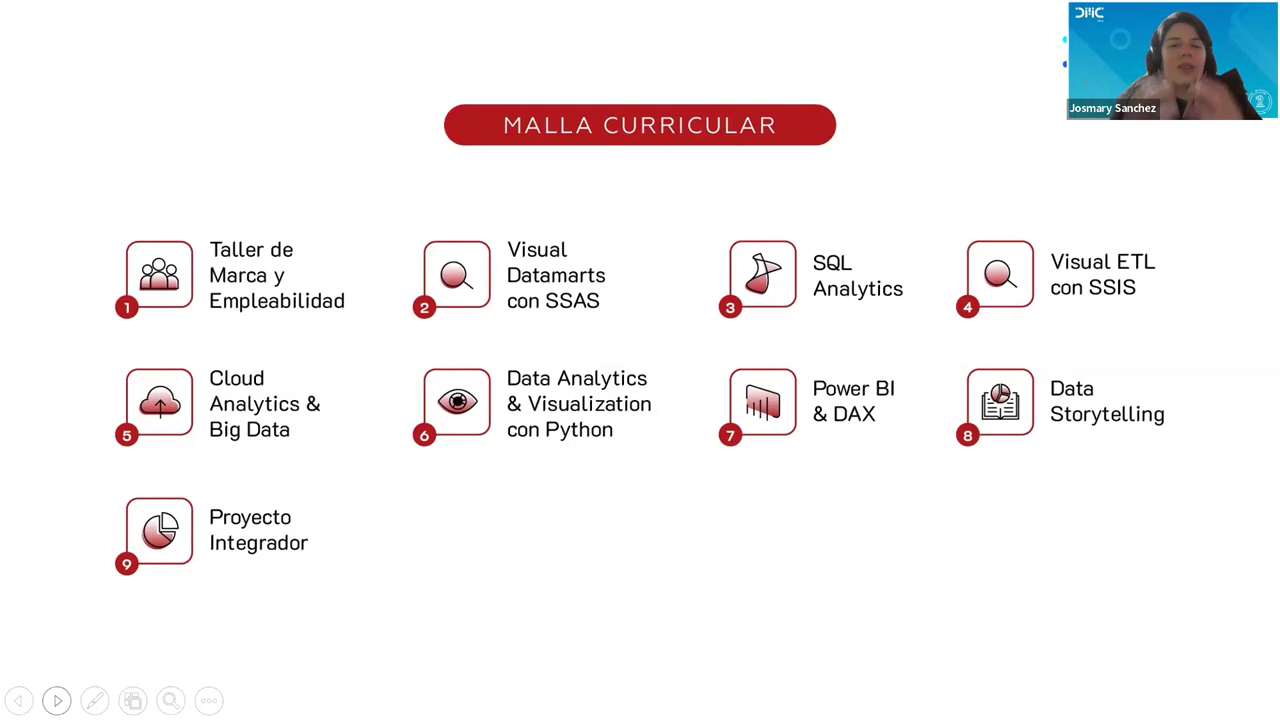 DMC
Josmary Sanchez
MALLA CURRICULAR
1
Taller de
Marca y
Empleabilidad
2
Visual
Datamarts
con SSAS
3
SQL
Analytics
4
Visual ETL
con SSIS
5
Cloud
Analytics &
Big Data
6
Data Analytics
& Visualization
con Python
7
Power BI
& DAX
8
Data
Storytelling
9
Proyecto
Integrador